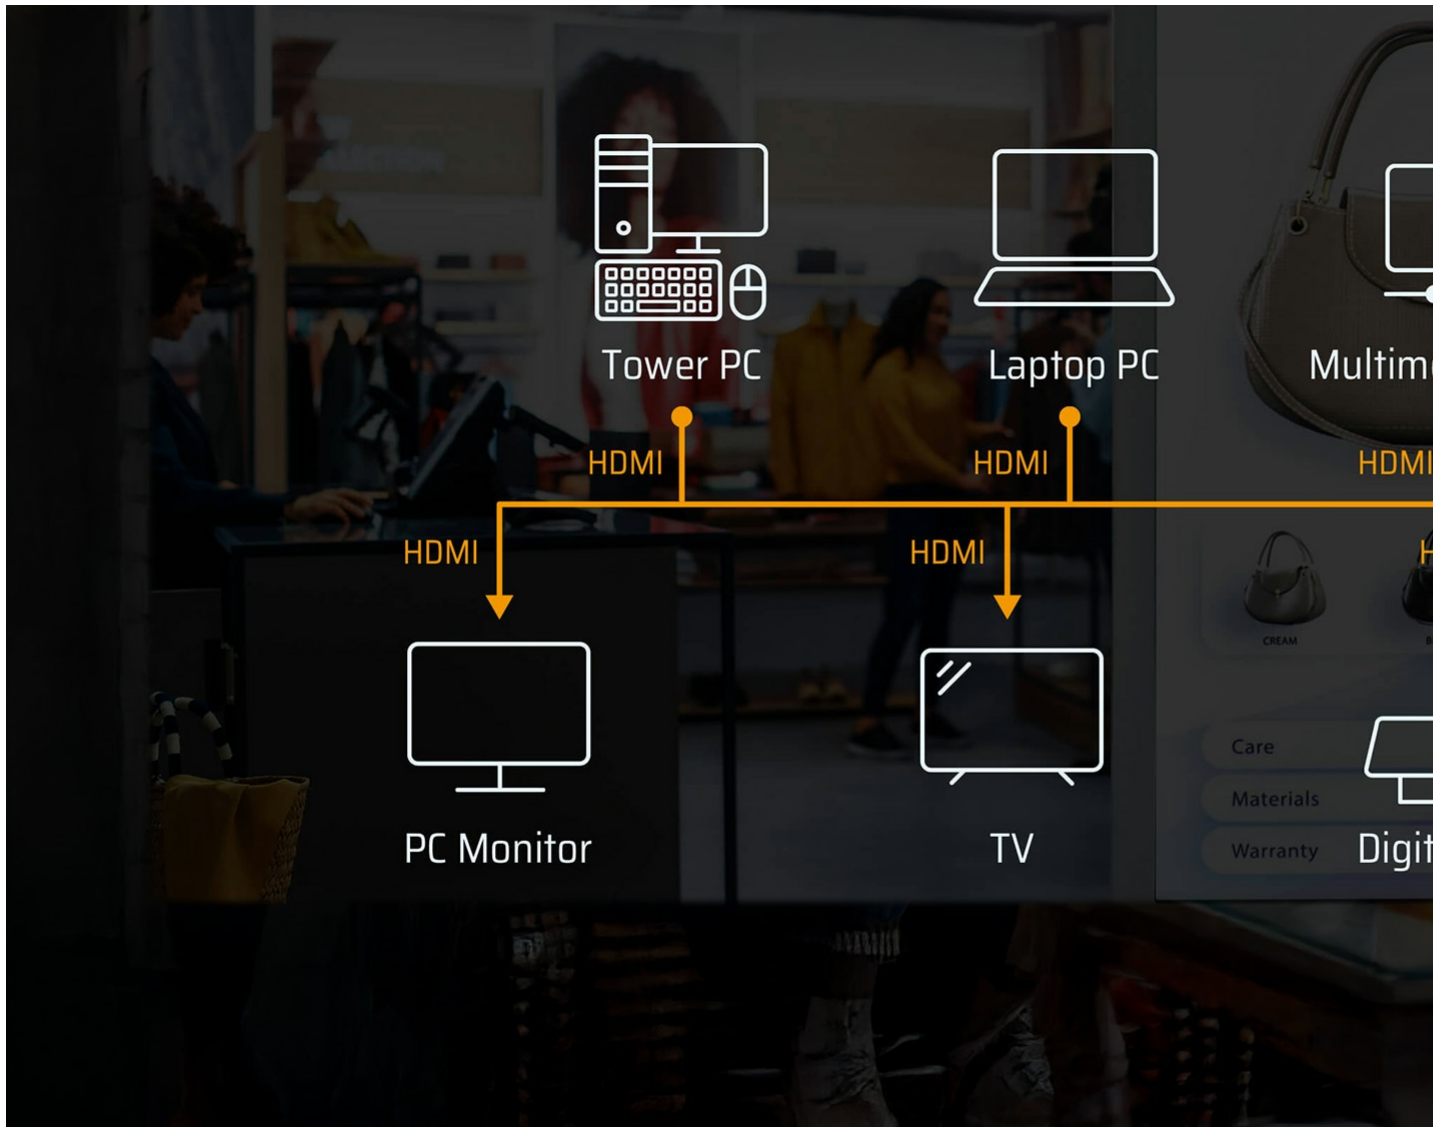 Tower PC
Laptop PC
HDMI
HDMI
HDMI
HDMI
HDMI
CREAM
Care
PC Monitor
TV
Materials
Warranty